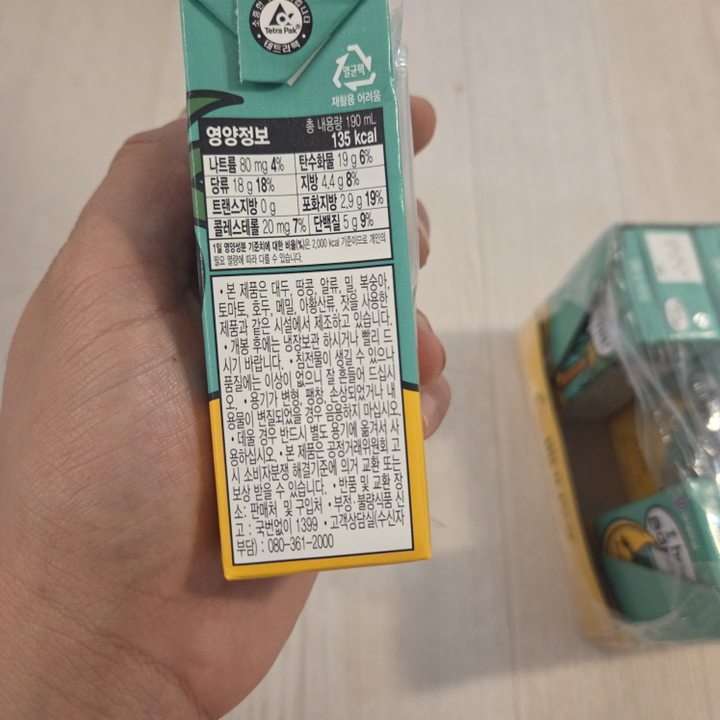 Tetra Pak®
테트라팩
멸균팩
재활용 어려움
영양정보
총 내용량 190 mL
135 kcal
나트륨 80 mg 4% 탄수화물 19 g 6%
당류 18 g 18% 지방 4.4 g 8%
트랜스지방 0 g 포화지방 2.9 g 19%
콜레스테롤 20 mg 7% 단백질 5 g 9%
1일 영양성분 기준치에 대한 비율(%)은 2,000 kcal 기준이므로 개인의
필요 열량에 따라 다를 수 있습니다.
•본 제품은 대두, 땅콩, 알류, 밀, 복숭아,
토마토, 호두, 메밀, 아황산류, 잣을 사용한
제품과 같은 시설에서 제조하고 있습니다.
•개봉 후에는 냉장보관 하시거나 빨리 드
시기 바랍니다. •침전물이 생길 수 있으나
품질에는 이상이 없으니 잘 흔들어 드십시
오. •용기가 변형, 팽창, 손상되었거나 내
용물이 변질되었을 경우 음용하지 마십시오.
•데울 경우 반드시 별도 용기에 옮겨서 사
용하십시오. •본 제품은 공정거래위원회 고
시 소비자분쟁 해결기준에 의거 교환 또는
보상 받을 수 있습니다. •반품 및 교환 장
소: 판매처 및 구입처 •부정·불량식품 신
고 : 국번없이 1399 •고객상담실(수신자
부담) : 080-361-2000